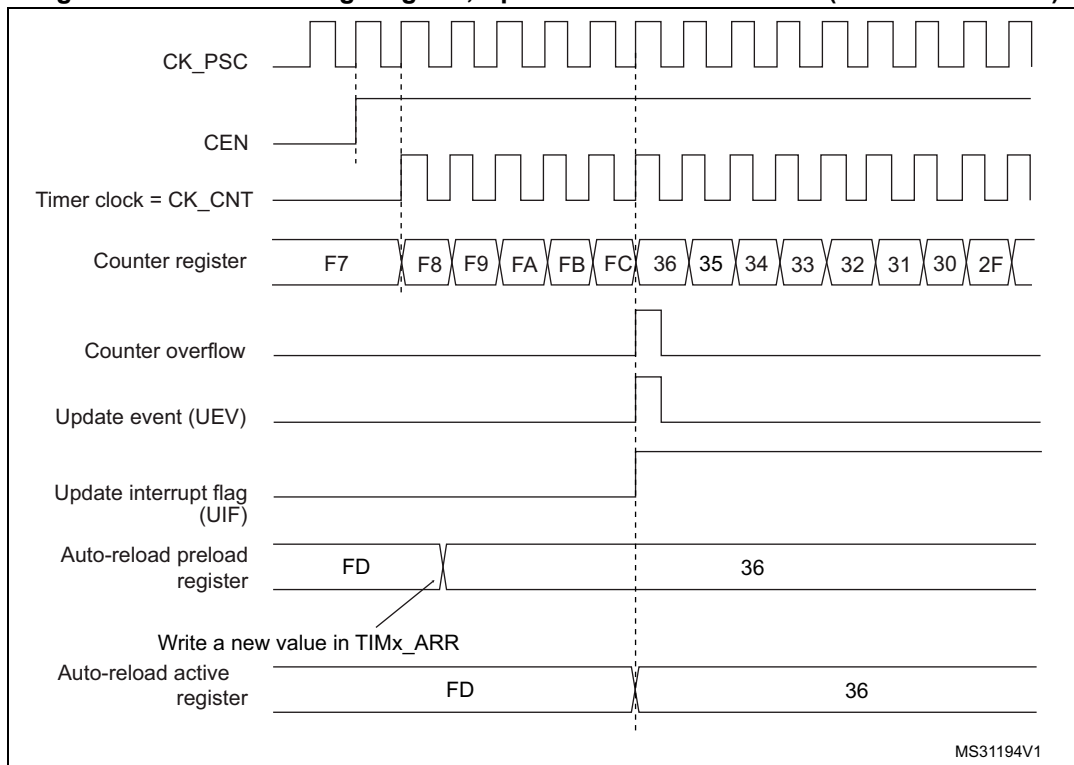 CK_PSC
CEN
Timer clock = CK_CNT
Counter register F7 F8 F9 FA FB FC 36 35 34 33 32 31 30 2F
Counter overflow
Update event (UEV)
Update interrupt flag
(UIF)
Auto-reload preload
register
FD 36
Write a new value in TIMx_ARR
Auto-reload active
register
FD 36
MS31194V1